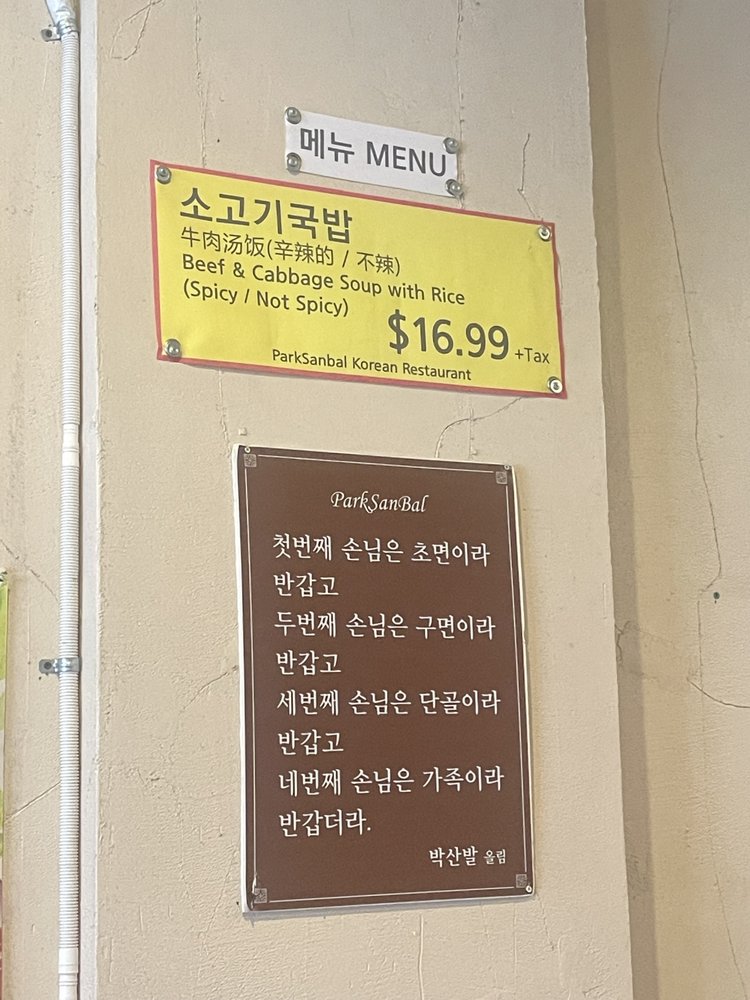 메뉴 MENU
소고기국밥
牛肉汤饭(辛辣的 / 不辣)
Beef & Cabbage Soup with Rice
(Spicy / Not Spicy)
$16.99 +Tax
ParkSanbal Korean Restaurant
ParkSanBal
첫번째 손님은 초면이라
반갑고
두번째 손님은 구면이라
반갑고
세번째 손님은 단골이라
반갑고
네번째 손님은 가족이라
반갑더라.
박산발 올림